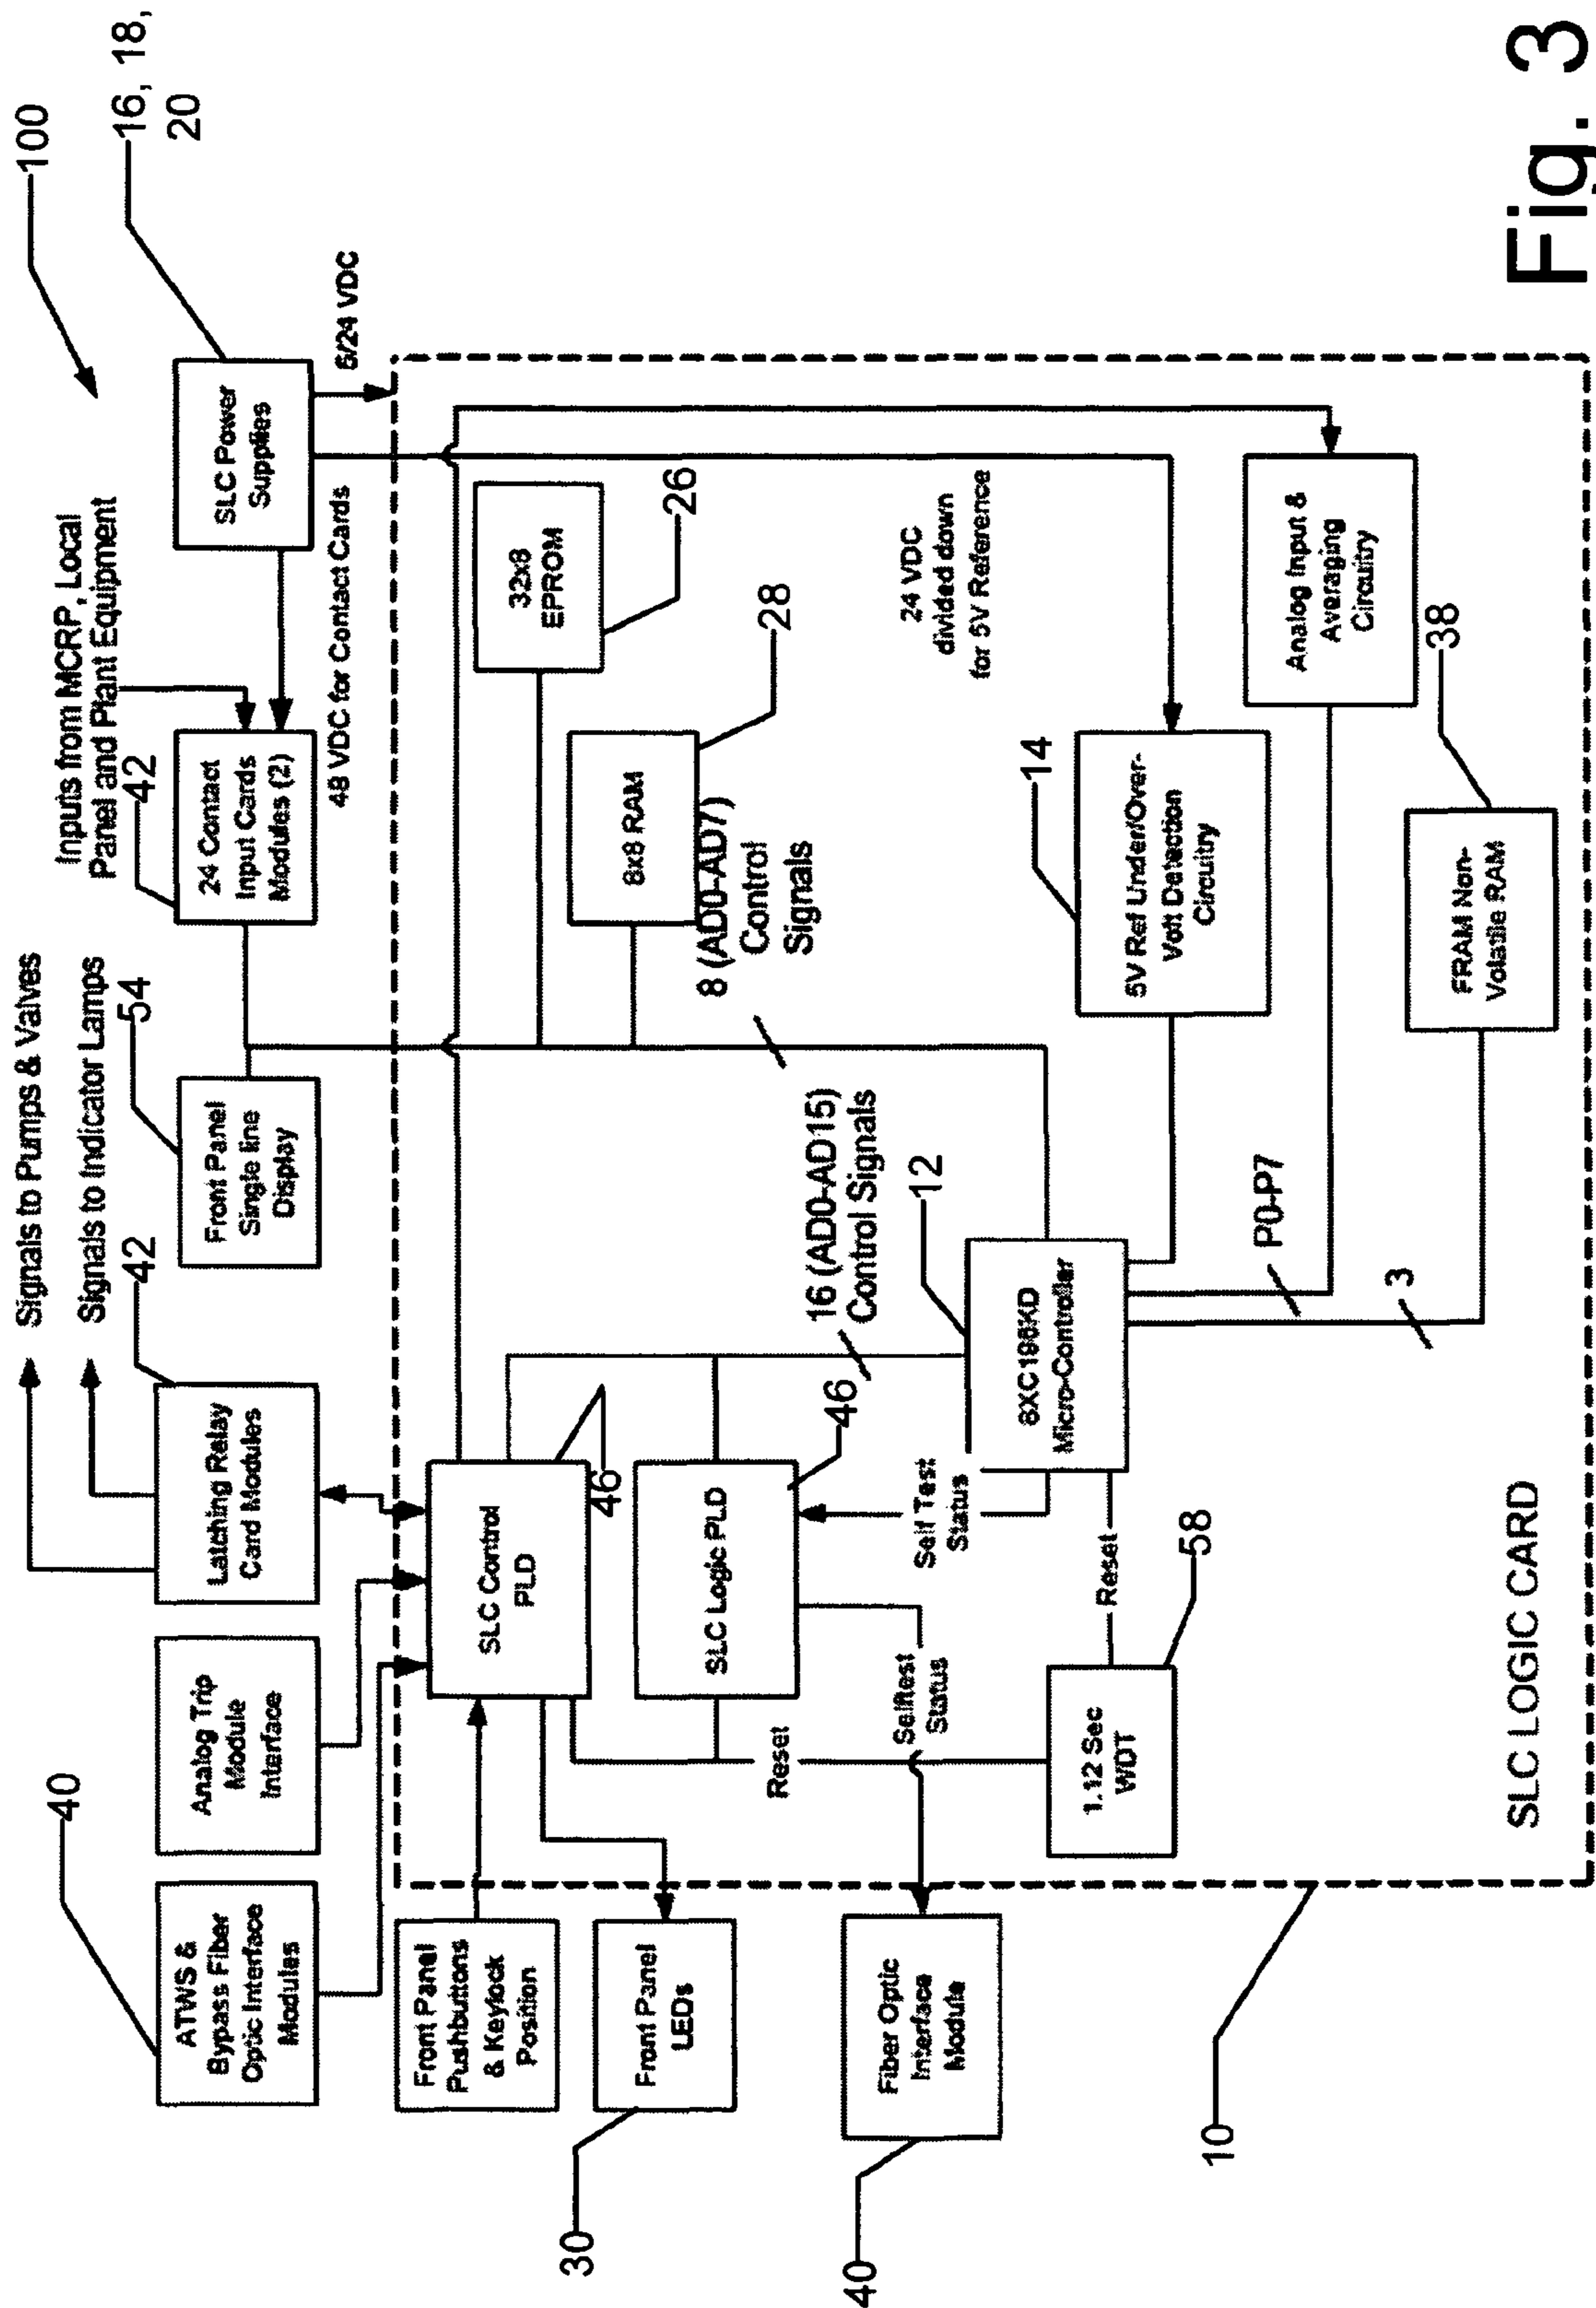 100
16, 18,
20
Signals to Pumps & Valves
Signals to Indicator Lamps
Inputs from MCRP, Local
Panel and Plant Equipment
40
42
54
42
ATWS &
Bypass Fiber
Optic Interface
Modules
Analog Trip
Module
Interface
Latching Relay
Card Modules
Front Panel
Single line
Display
24 Contact
Input Cards
Modules (2)
SLC Power
Supplies
48 VDC for Contact Cards
5/24 VDC
Front Panel
Pushbuttons
& Keylock
Position
SLC Control
PLD
46
32x8
EPROM
26
30
Front Panel
LEDs
SLC Logic PLD
46
8x8 RAM
28
8 (AD0-AD7)
Control
Signals
Reset
Selftest
Status
Self Test
Status
16 (AD0-AD15)
Control Signals
24 VDC
divided down
for 5V Reference
40
Fiber Optic
Interface
Module
1.12 Sec
WDT
58
Reset
8XC196KD
Micro-Controller
12
5V Ref Under/Over-
Volt Detection
Circuitry
14
Analog Input &
Averaging
Circuitry
P0-P7
3
FRAM Non-
Volatile RAM
38
10
SLC LOGIC CARD
Fig. 3